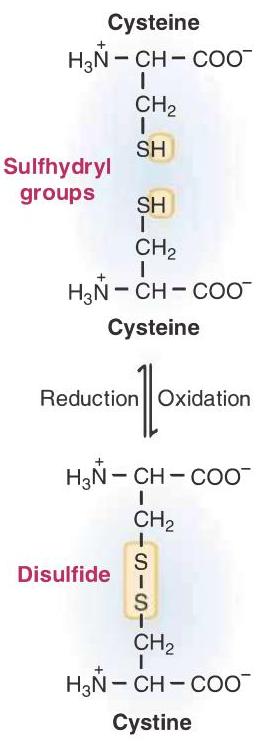 Cysteine
H₃N⁺ – CH – COO⁻
CH₂
SH
Sulfhydryl
groups
SH
CH₂
H₃N⁺ – CH – COO⁻
Cysteine
Reduction Oxidation
H₃N⁺ – CH – COO⁻
CH₂
S
Disulfide
S
CH₂
H₃N⁺ – CH – COO⁻
Cystine